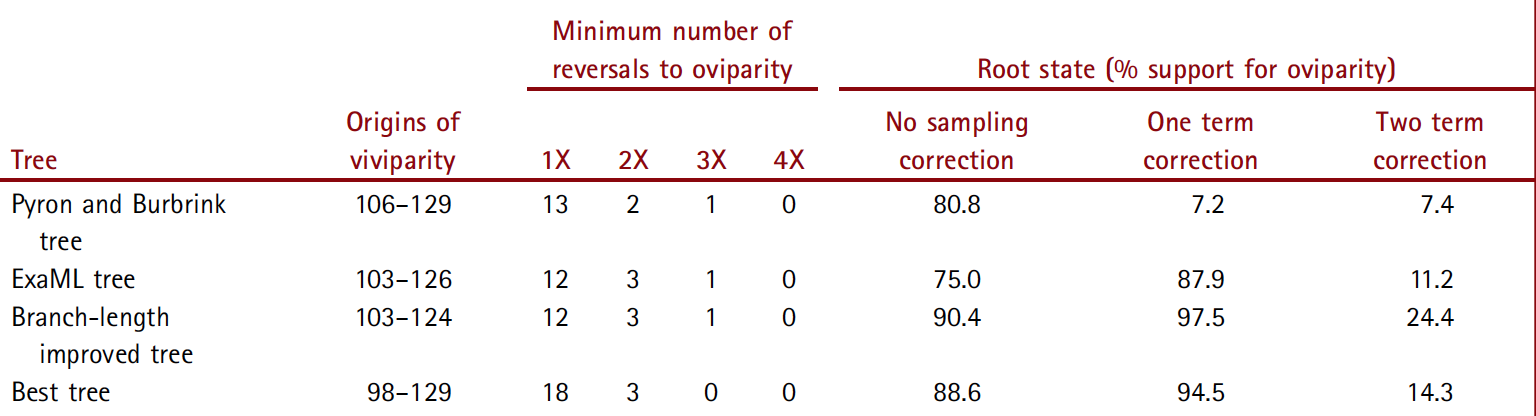 Minimum number of
reversals to oviparity
Root state (% support for oviparity)
Tree
Origins of
viviparity
1X 2X 3X 4X
No sampling
correction
One term
correction
Two term
correction
Pyron and Burbrink
tree
106–129 13 2 1 0 80.8 7.2 7.4
ExaML tree 103–126 12 3 1 0 75.0 87.9 11.2
Branch-length
improved tree
103–124 12 3 1 0 90.4 97.5 24.4
Best tree 98–129 18 3 0 0 88.6 94.5 14.3